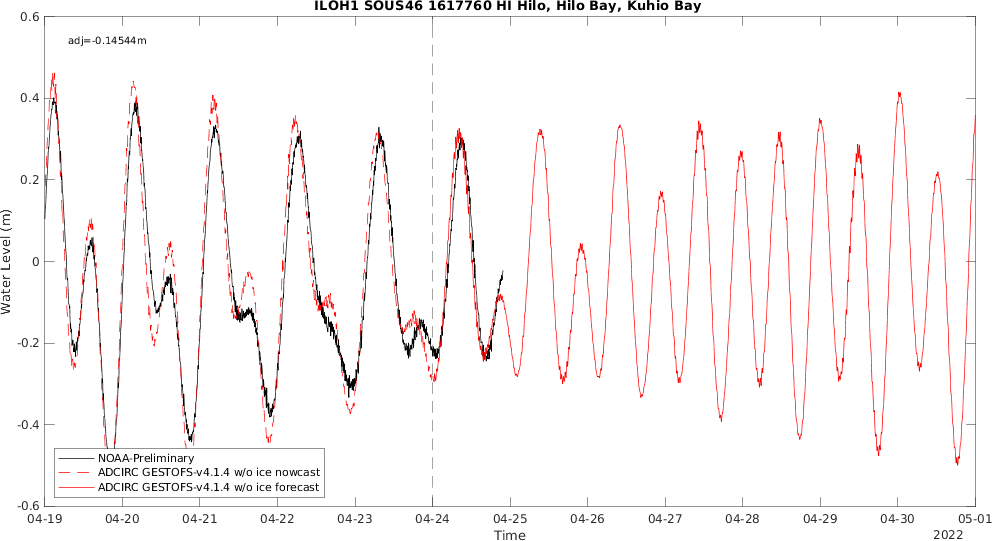 ILOH1 SOUS46 1617760 HI Hilo, Hilo Bay, Kuhio Bay
adj=-0.14544m
0.6
0.4
0.2
0
-0.2
-0.4
-0.6
Water Level (m)
NOAA-Preliminary
ADCIRC GESTOFS-v4.1.4 w/o ice nowcast
ADCIRC GESTOFS-v4.1.4 w/o ice forecast
04-19 04-20 04-21 04-22 04-23 04-24 04-25 04-26 04-27 04-28 04-29 04-30 05-01
Time
2022